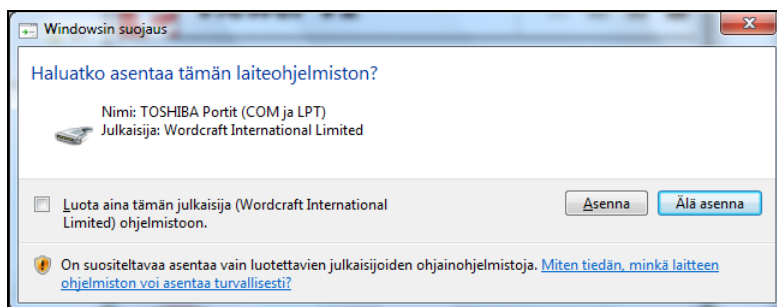 Windowsin suojaus
Haluatko asentaa tämän laiteohjelmiston?
Nimi: TOSHIBA Portit (COM ja LPT)
Julkaisija: Wordcraft International Limited
Luota aina tämän julkaisija (Wordcraft International
Limited) ohjelmistoon.
Asenna
Älä asenna
On suositeltavaa asentaa vain luotettavien julkaisijoiden ohjainohjelmistoja. Miten tiedän, minkä laitteen
ohjelmiston voi asentaa turvallisesti?